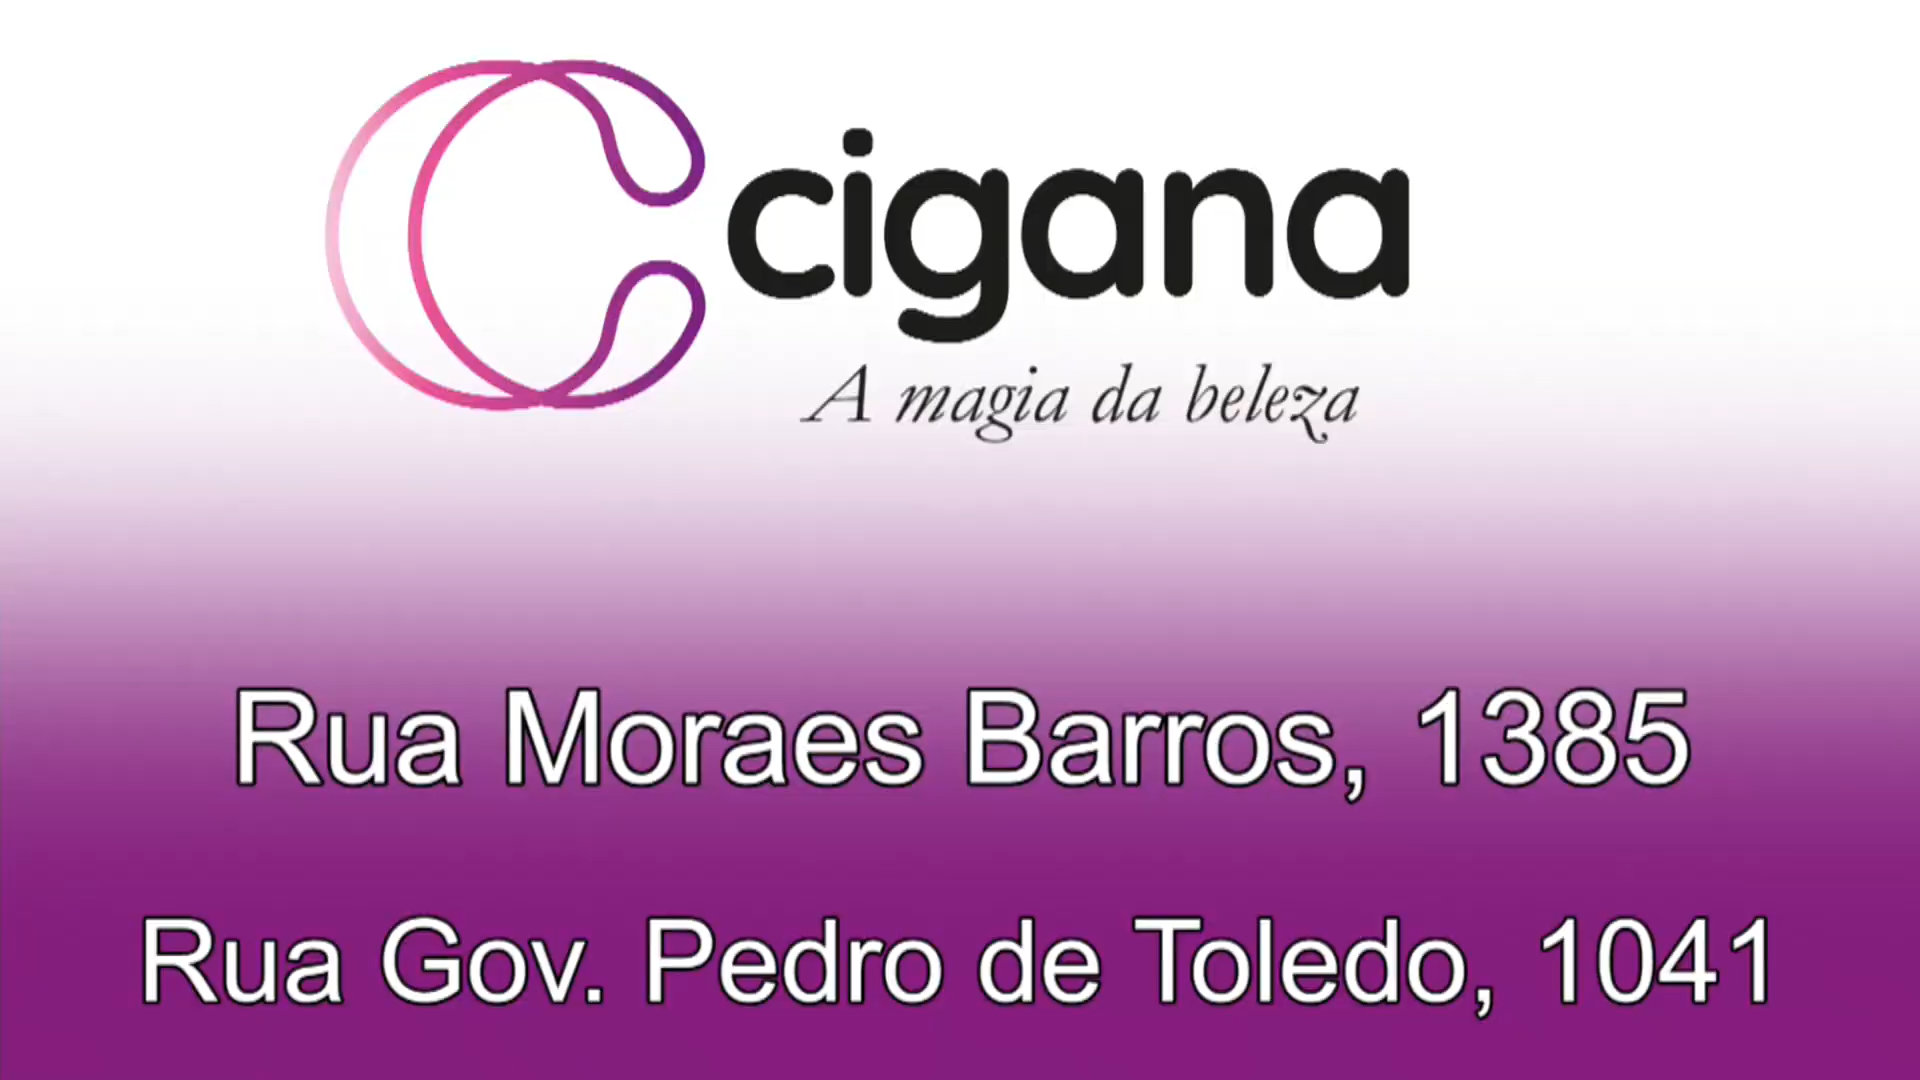 cigana
A magia da beleza
Rua Moraes Barros, 1385
Rua Gov. Pedro de Toledo, 1041